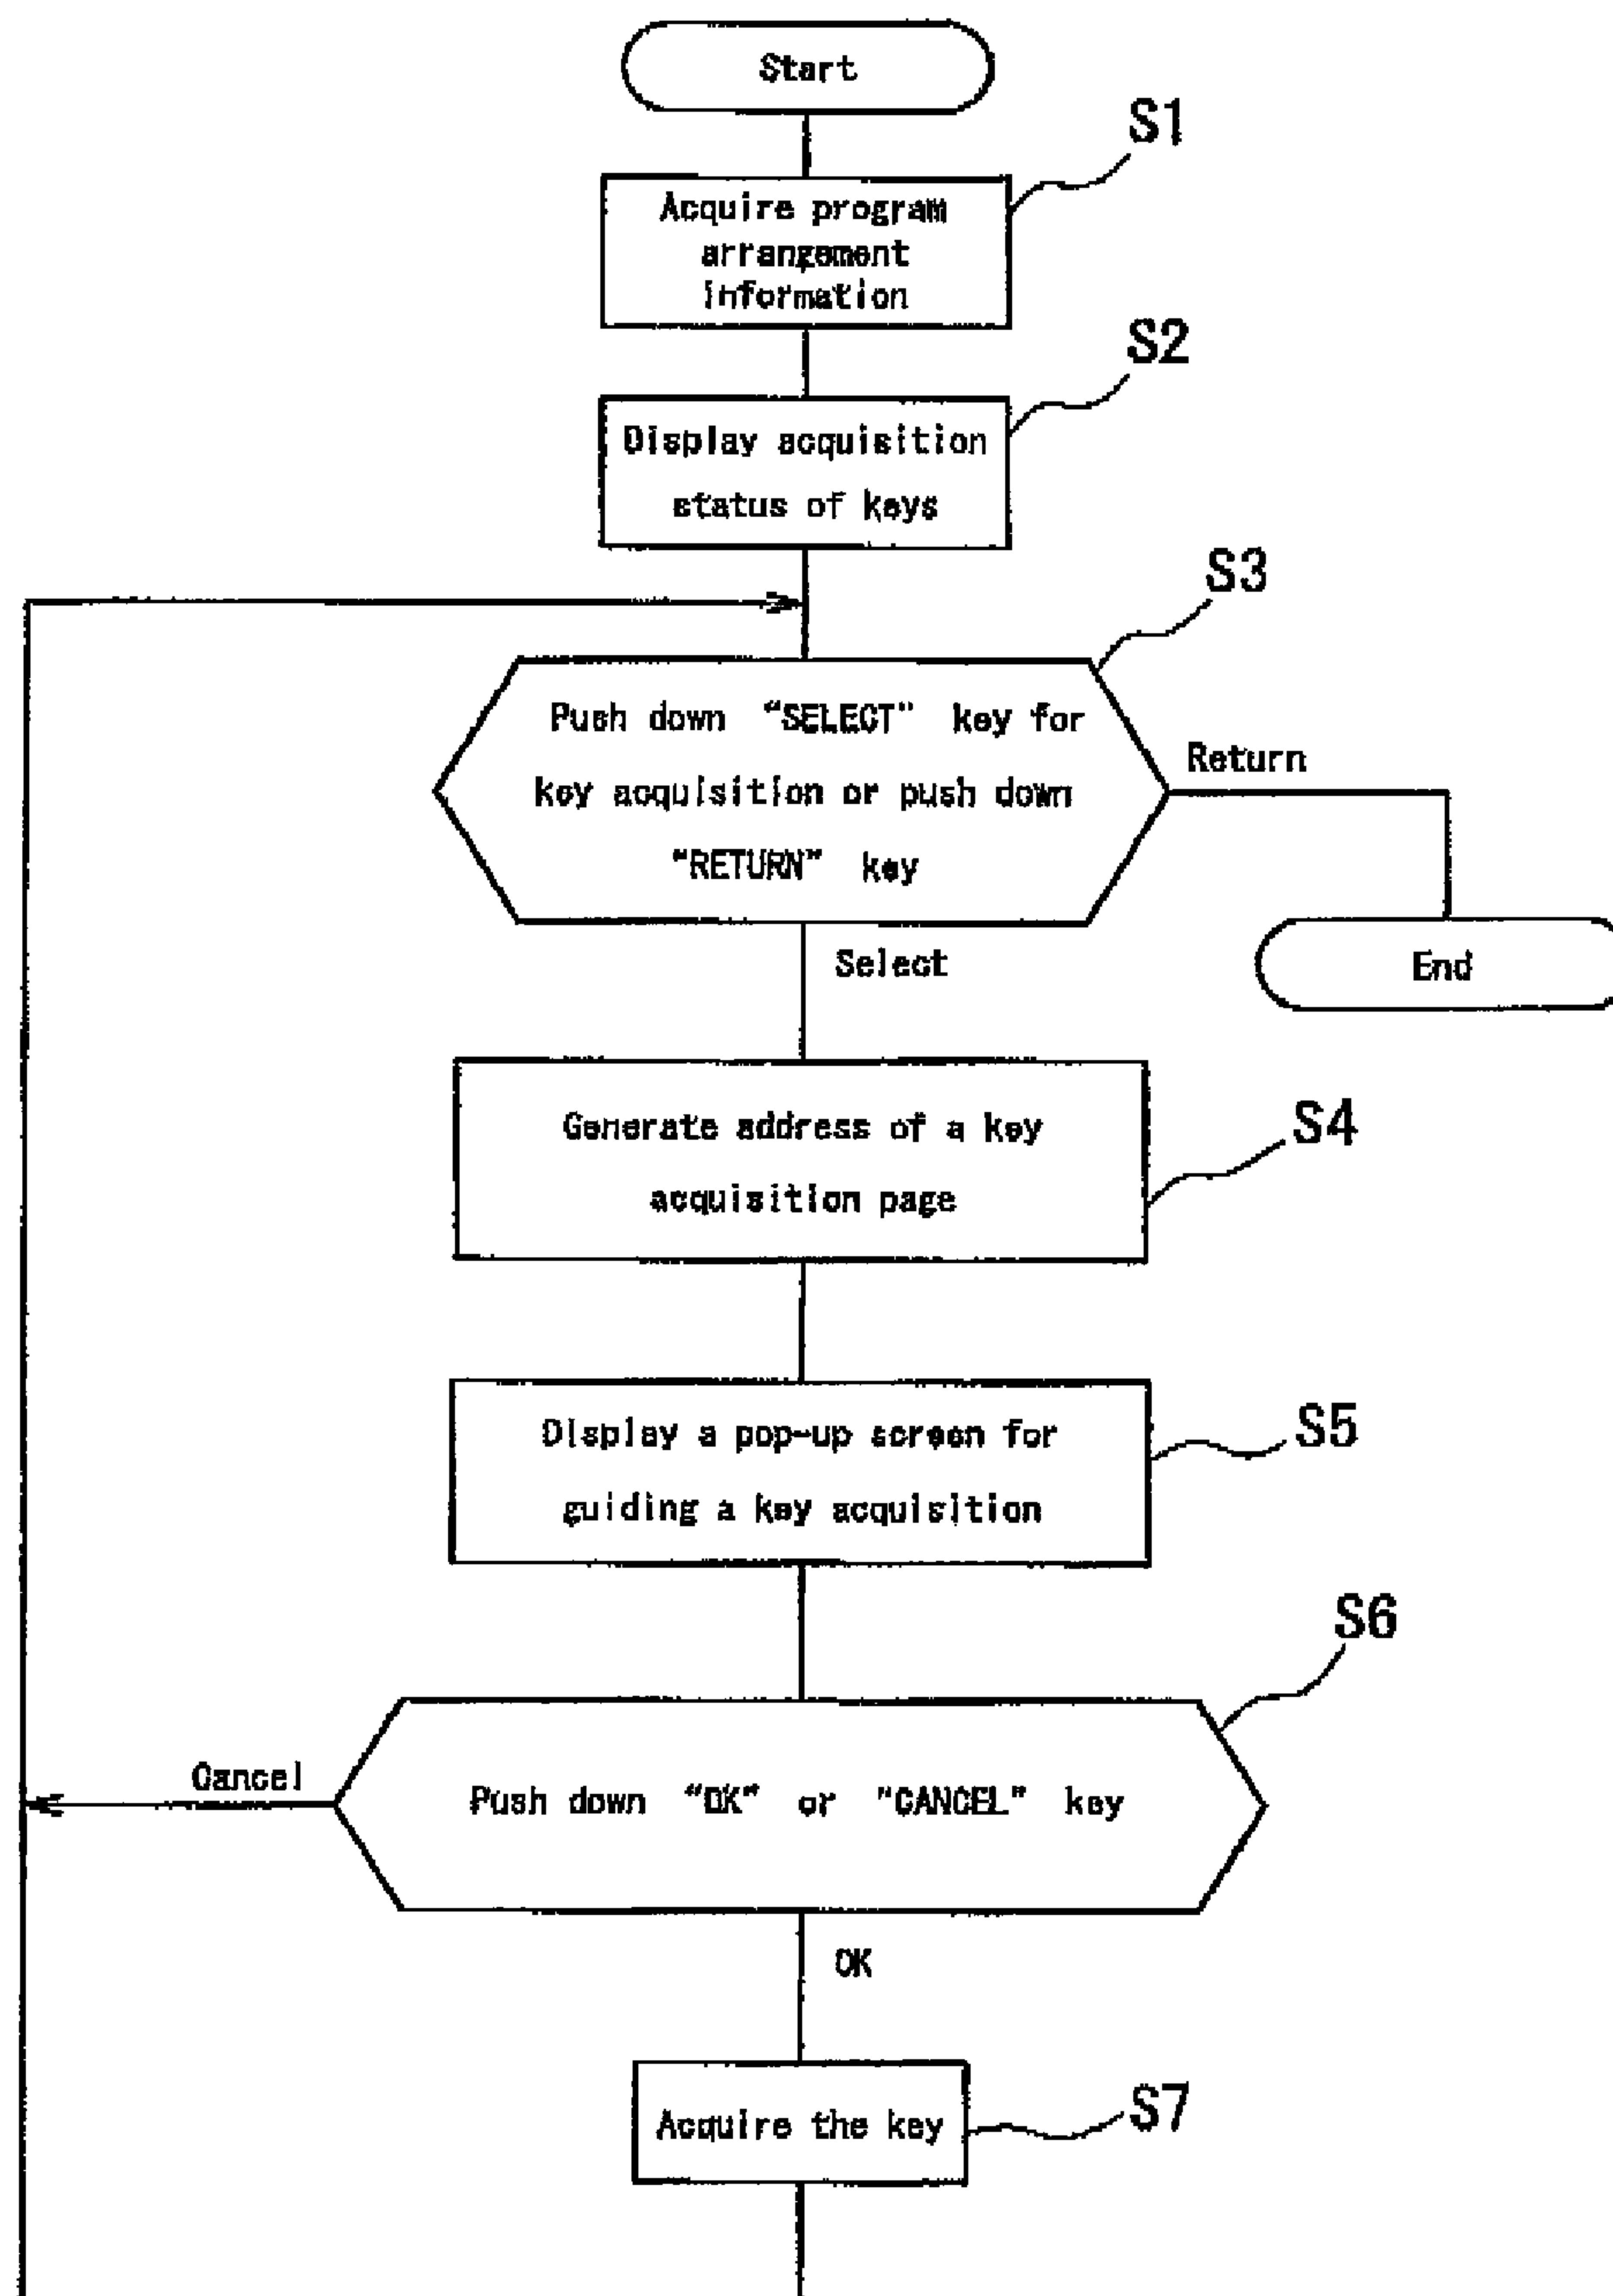 Start
S1
Acquire program
arrangement
information
S2
Display acquisition
status of keys
S3
Push down "SELECT" key for
key acquisition or push down
"RETURN" key
Return
End
Select
Generate address of a key
acquisition page
S4
Display a pop-up screen for
guiding a key acquisition
S5
S6
Cancel
Push down "OK" or "CANCEL" key
OK
Acquire the key
S7